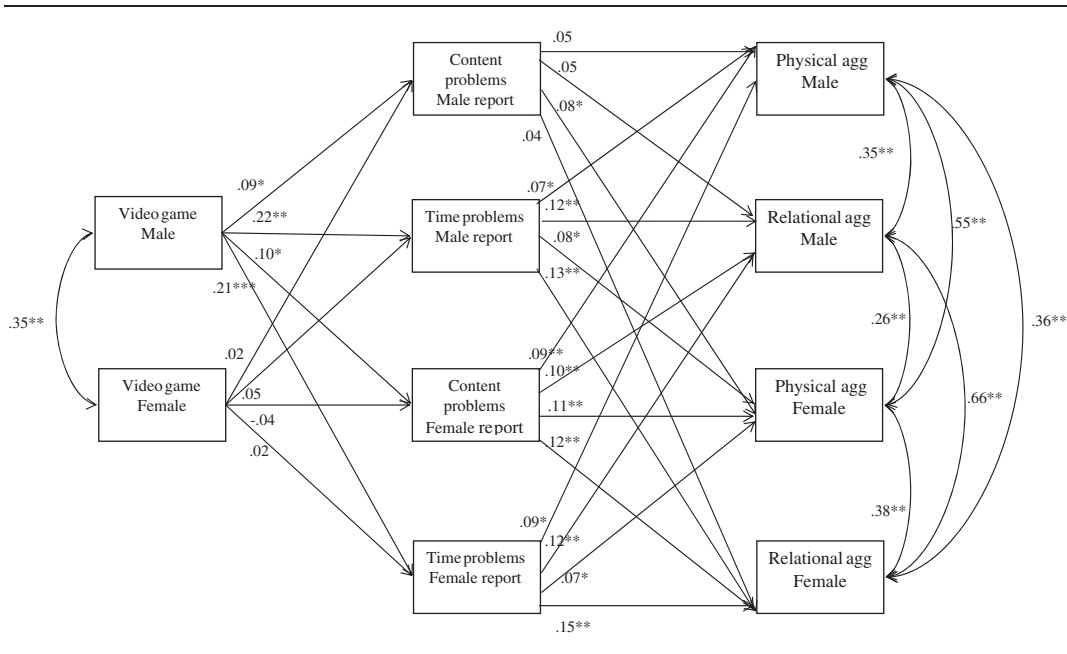 Content
problems
Male report
Physical agg
Male
.05
.05
.08*
.04
.35**
.09*
.22**
.10*
.21***
Video game
Male
Time problems
Male report
.07*
.12**
.08*
.13**
Relational agg
Male
.55**
.35**
.26**
.36**
.02
.05
-.04
.02
Video game
Female
Content
problems
Female report
.09**
.10**
.11**
.12**
Physical agg
Female
.66**
.38**
Time problems
Female report
.09*
.12**
.07*
.15**
Relational agg
Female